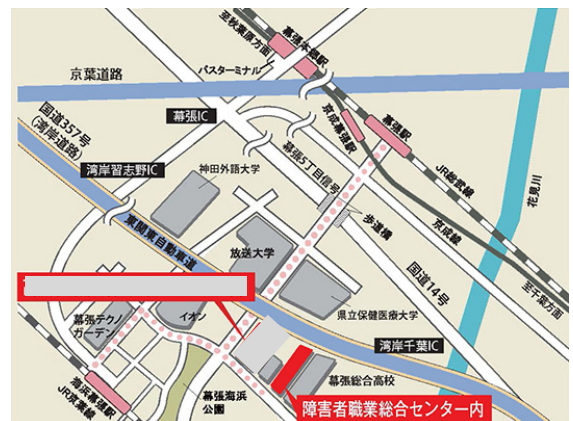 至秋葉原方面
幕張本郷駅
バスターミナル
京葉道路
幕張IC
国道357号
(湾岸道路)
湾岸習志野IC
京成幕張駅
幕張駅
JR総武線
花見川
幕張5丁目信号
神田外語大学
歩道橋
京成線
至千葉方面
東関東自動車道
放送大学
国道14号
県立保健医療大学
イオン
幕張テクノ
ガーデン
湾岸千葉IC
幕張総合高校
海浜幕張駅
JR京葉線
幕張海浜
公園
障害者職業総合センター内